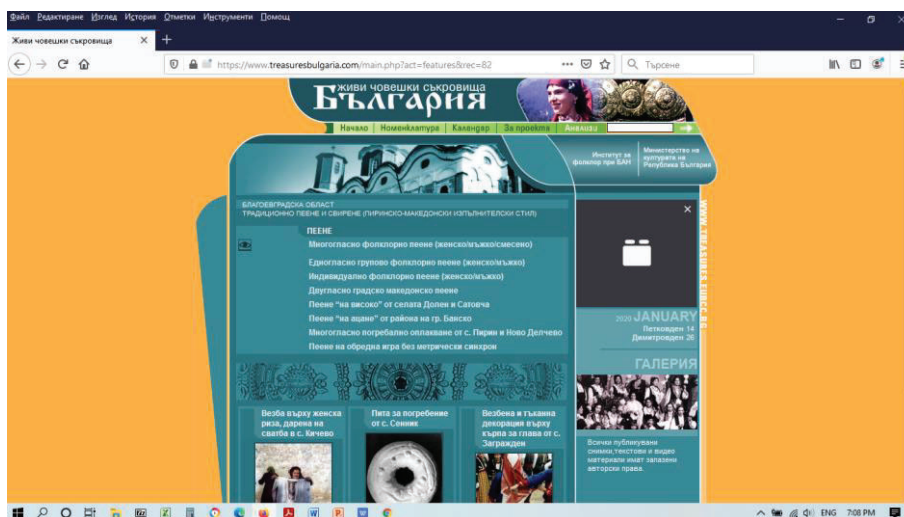 Файл Редактиране Изглед История Отметки Инструменти Помощ
Живи човешки съкровища
https://www.treasuresbulgaria.com/main.php?act=features&rec=82
Търсене
живи човешки съкровища
България
Начало | Номенклатура | Календар | За проекта | Анализи
Институт за
фолклор при БАН
Министерство на
културата на
Република България
БЛАГОЕВГРАДСКА ОБЛАСТ
ТРАДИЦИОННО ПЕЕНЕ И СВИРЕНЕ (ПИРИНСКО-МАКЕДОНСКИ ИЗПЪЛНИТЕЛСКИ СТИЛ)
ПЕЕНЕ
Многогласно фолклорно пеене (женско/мъжко/смесено)
Едногласно групово фолклорно пеене (женско/мъжко)
Индивидуално фолклорно пеене (женско/мъжко)
Двугласно градско македонско пеене
Пеене "на високо" от селата Долен и Сатовча
Пеене "на ацане" от района на гр. Банско
Многогласно погребално оплакване от с. Пирин и Ново Делчево
Пеене на обредна игра без метрически синхрон
WWW.TREASURES.EUBCC.BG
2020 JANUARY
Петковден 14
Димитровден 26
ГАЛЕРИЯ
Везба върху женска
риза, дарена на
сватба в с. Кичево
Пита за погребение
от с. Сенник
Везбена и тъканна
декорация върху
кърпа за глава от с.
Загражден
Всички публикувани
снимки,текстови и видео
материали имат запазени
авторски права.
ENG 7:08 PM